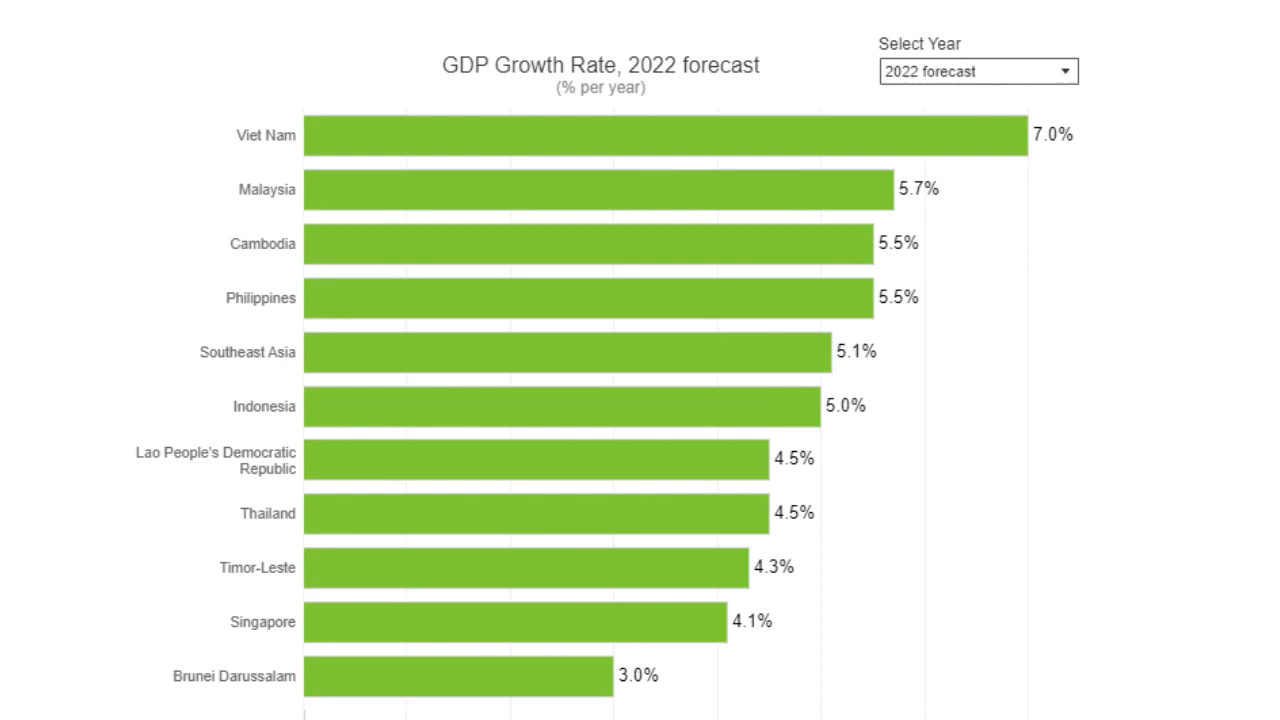 Select Year
GDP Growth Rate, 2022 forecast
2022 forecast
(% per year)
Viet Nam 7.0%
Malaysia 5.7%
Cambodia 5.5%
Philippines 5.5%
Southeast Asia 5.1%
Indonesia 5.0%
Lao People's Democratic
Republic 4.5%
Thailand 4.5%
Timor-Leste 4.3%
Singapore 4.1%
Brunei Darussalam 3.0%